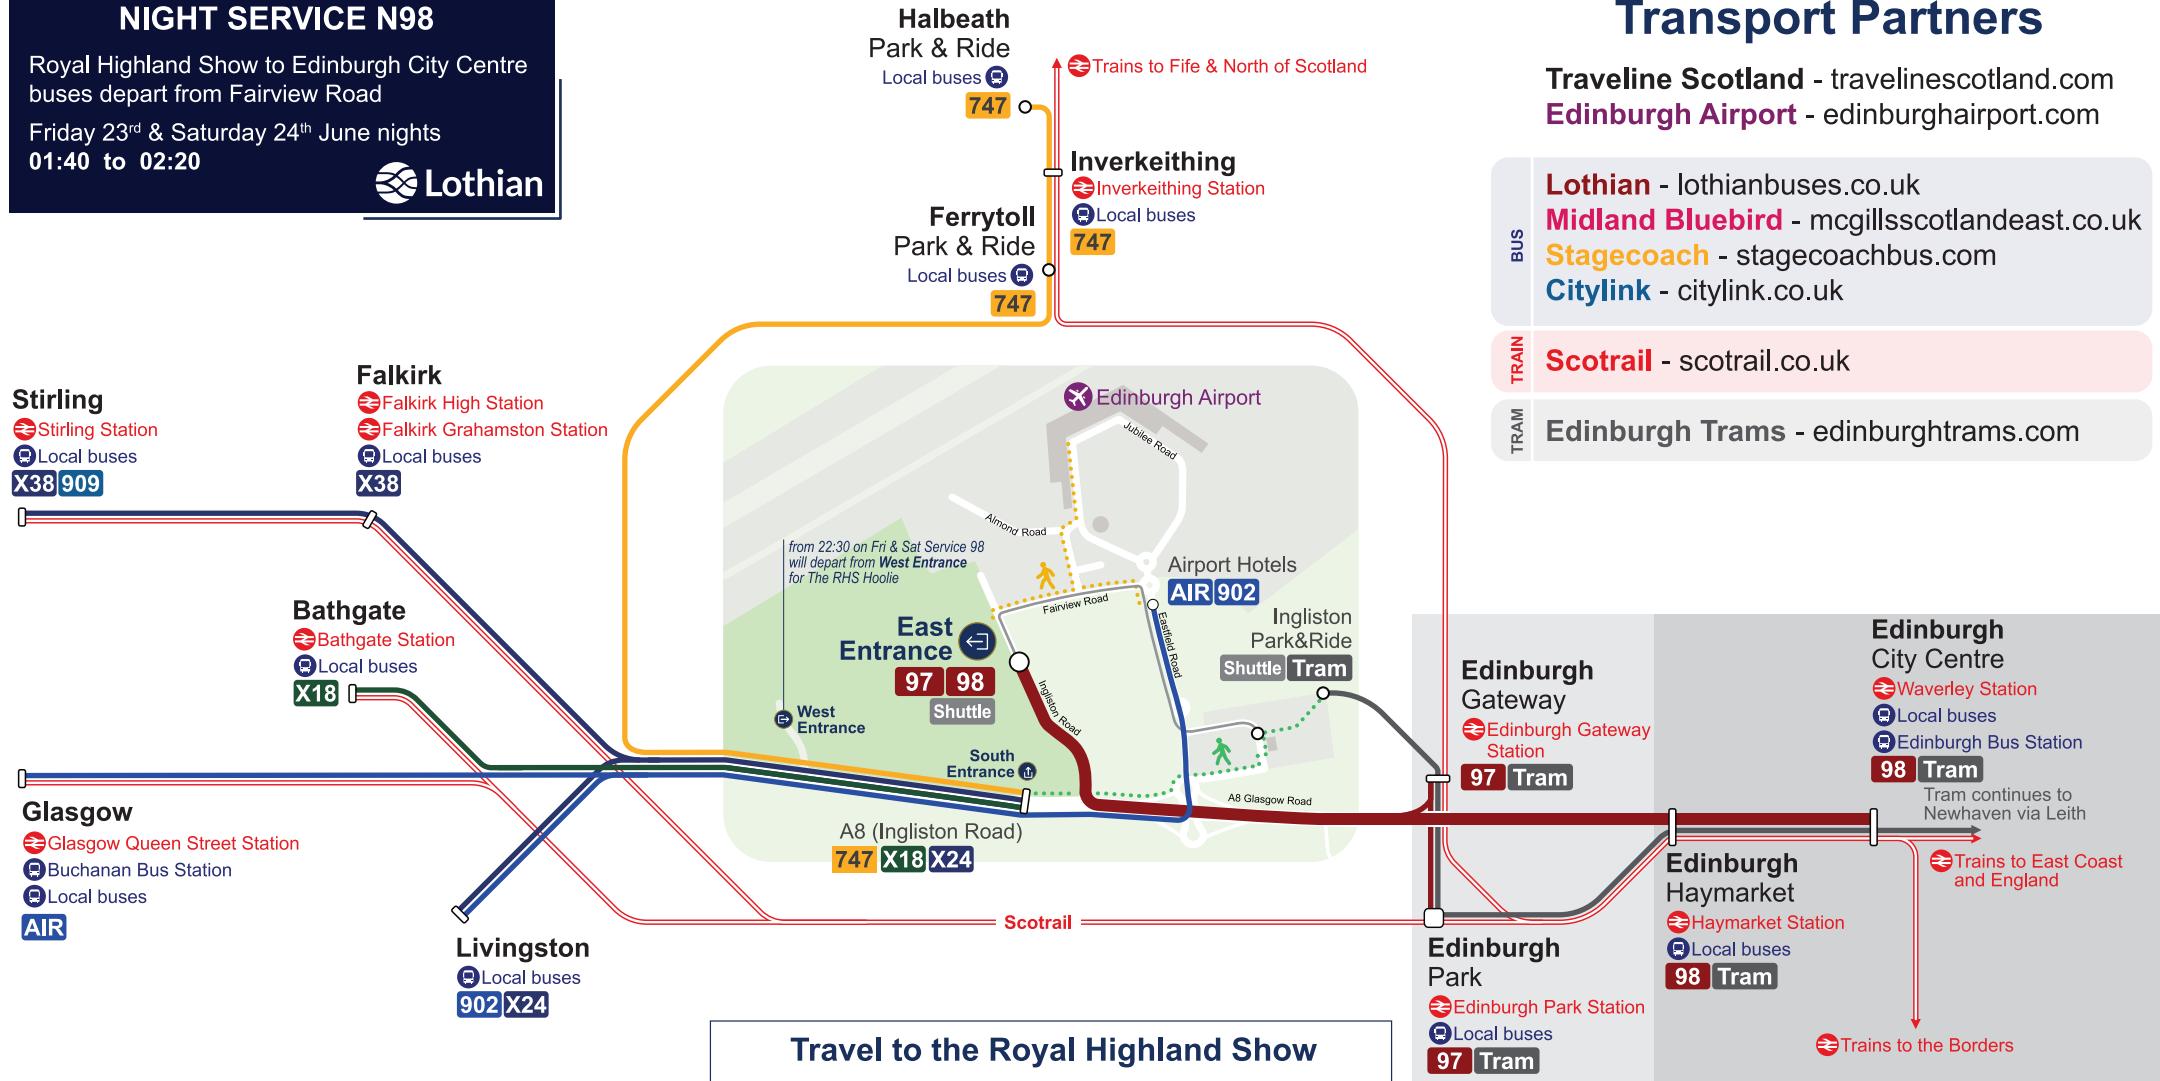 NIGHT SERVICE N98
Royal Highland Show to Edinburgh City Centre
buses depart from Fairview Road
Friday 23rd & Saturday 24th June nights
01:40 to 02:20
Lothian
Halbeath
Park & Ride
Local buses
747
Trains to Fife & North of Scotland
Inverkeithing
Inverkeithing Station
Local buses
747
Ferrytoll
Park & Ride
Local buses
747
Transport Partners
Traveline Scotland - travelinescotland.com
Edinburgh Airport - edinburghairport.com
BUS
Lothian - lothianbuses.co.uk
Midland Bluebird - mcgillsscotlandeast.co.uk
Stagecoach - stagecoachbus.com
Citylink - citylink.co.uk
TRAIN
Scotrail - scotrail.co.uk
TRAM
Edinburgh Trams - edinburghtrams.com
Stirling
Stirling Station
Local buses
X38 909
Falkirk
Falkirk High Station
Falkirk Grahamston Station
Local buses
X38
Bathgate
Bathgate Station
Local buses
X18
Glasgow
Glasgow Queen Street Station
Buchanan Bus Station
Local buses
AIR
Livingston
Local buses
902 X24
Edinburgh Airport
Jubilee Road
Almond Road
from 22:30 on Fri & Sat Service 98
will depart from West Entrance
for The RHS Hoolie
Airport Hotels
AIR 902
Fairview Road
Eastfield Road
Ingliston
Park&Ride
Shuttle Tram
East
Entrance
97 98
Shuttle
Ingliston Road
West
Entrance
South
Entrance
A8 Glasgow Road
A8 (Ingliston Road)
747 X18 X24
Scotrail
Edinburgh
Gateway
Edinburgh Gateway
Station
97 Tram
Edinburgh
City Centre
Waverley Station
Local buses
Edinburgh Bus Station
98 Tram
Tram continues to
Newhaven via Leith
Trains to East Coast
and England
Edinburgh
Haymarket
Haymarket Station
Local buses
98 Tram
Edinburgh
Park
Edinburgh Park Station
Local buses
97 Tram
Trains to the Borders
Travel to the Royal Highland Show